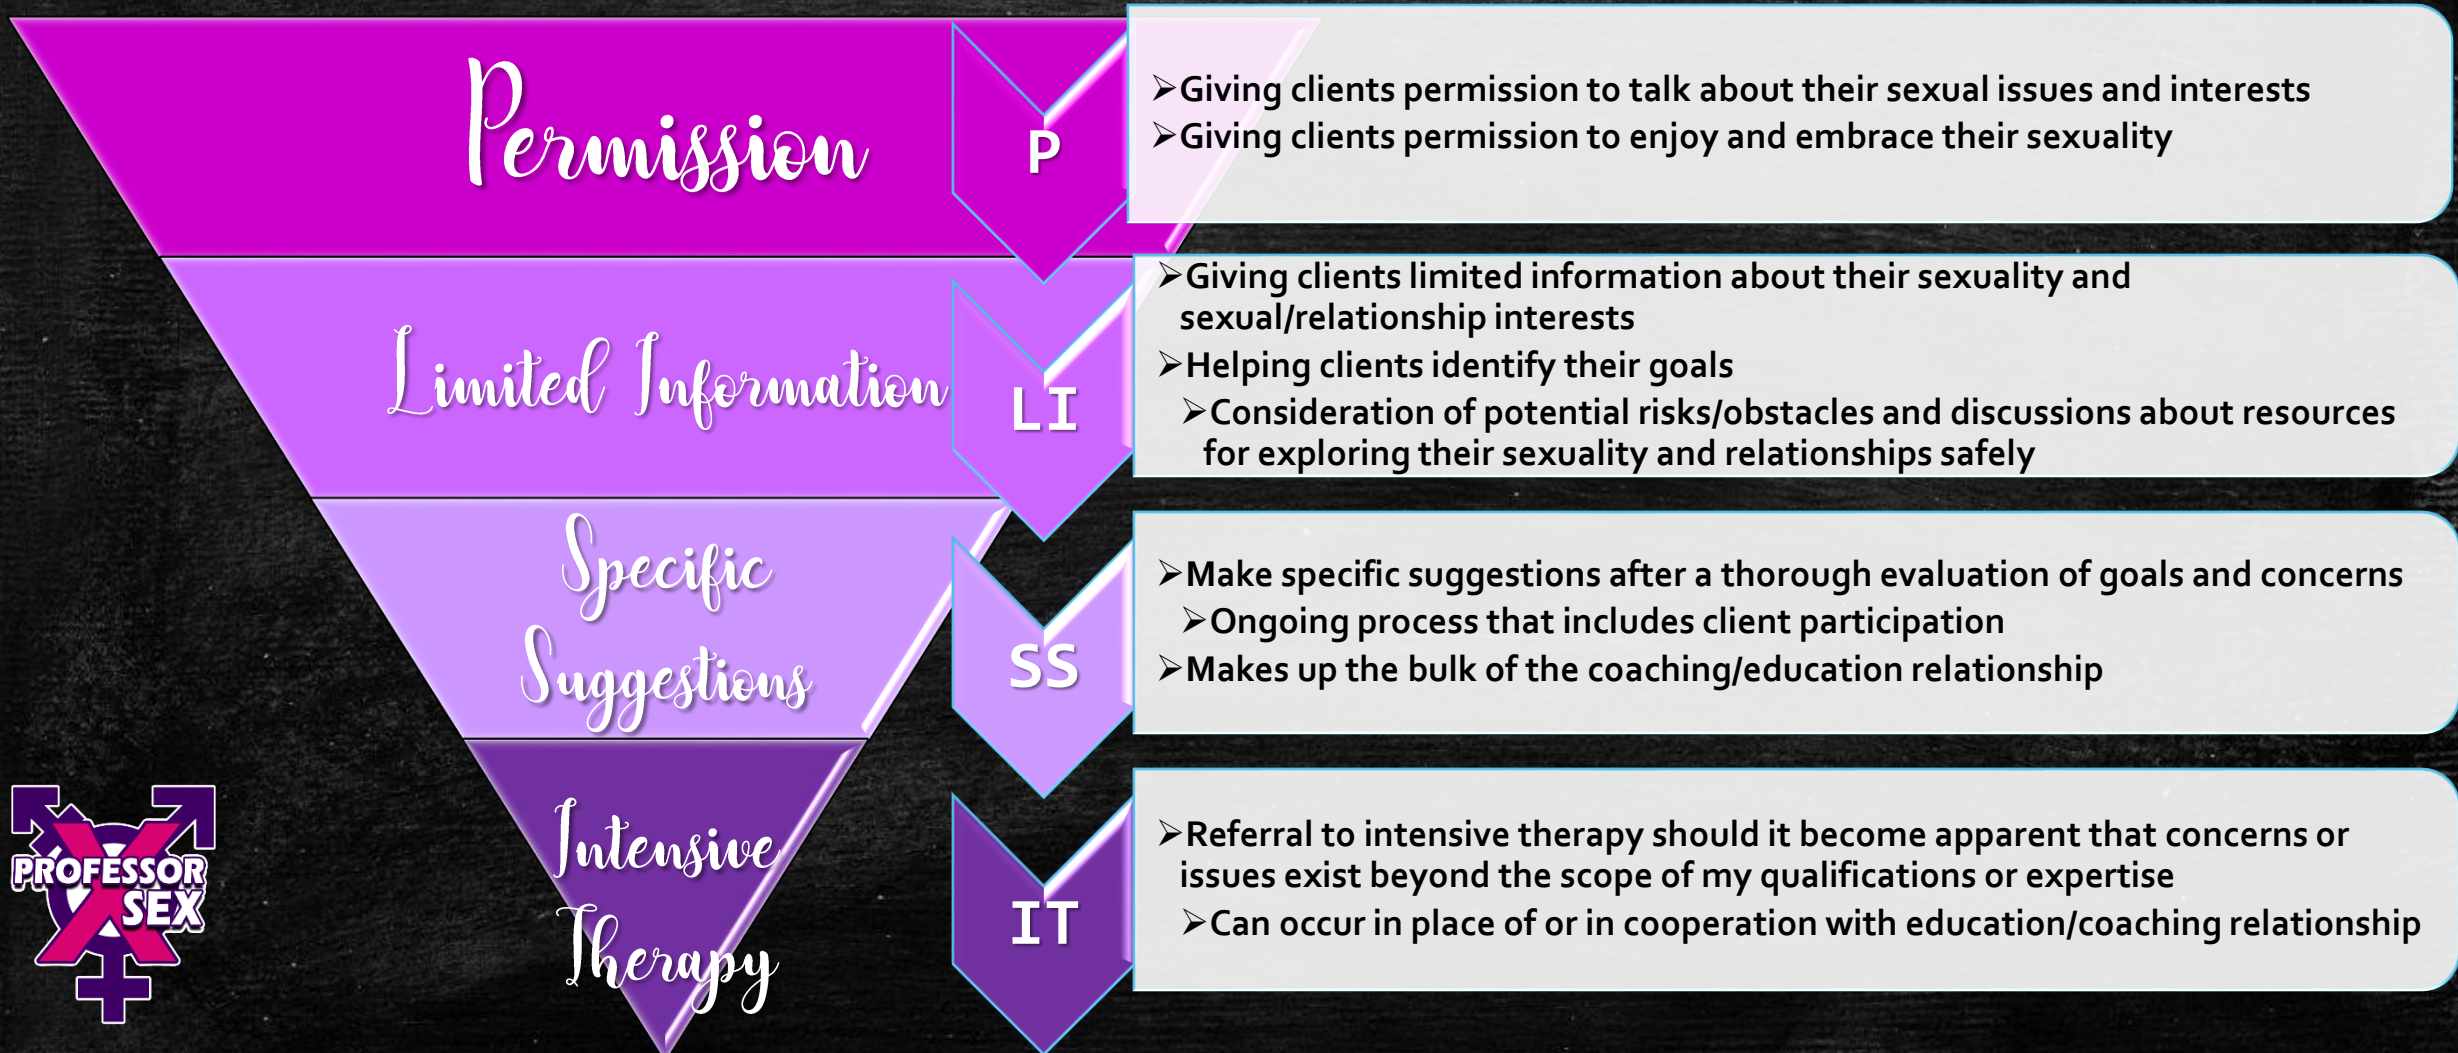 Permission
P
➢Giving clients permission to talk about their sexual issues and interests
➢Giving clients permission to enjoy and embrace their sexuality
Limited Information
LI
➢Giving clients limited information about their sexuality and
sexual/relationship interests
➢Helping clients identify their goals
➢Consideration of potential risks/obstacles and discussions about resources
for exploring their sexuality and relationships safely
Specific
Suggestions
SS
➢Make specific suggestions after a thorough evaluation of goals and concerns
➢Ongoing process that includes client participation
➢Makes up the bulk of the coaching/education relationship
Intensive
Therapy
IT
➢Referral to intensive therapy should it become apparent that concerns or
issues exist beyond the scope of my qualifications or expertise
➢Can occur in place of or in cooperation with education/coaching relationship
PROFESSOR
X SEX